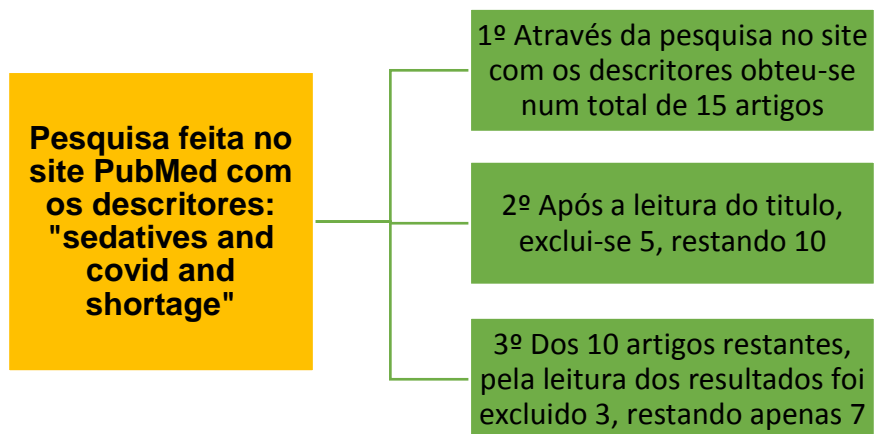 Pesquisa feita no
site PubMed com
os descritores:
"sedatives and
covid and
shortage"
1º Através da pesquisa no site
com os descritores obteu-se
num total de 15 artigos
2º Após a leitura do titulo,
exclui-se 5, restando 10
3º Dos 10 artigos restantes,
pela leitura dos resultados foi
excluido 3, restando apenas 7